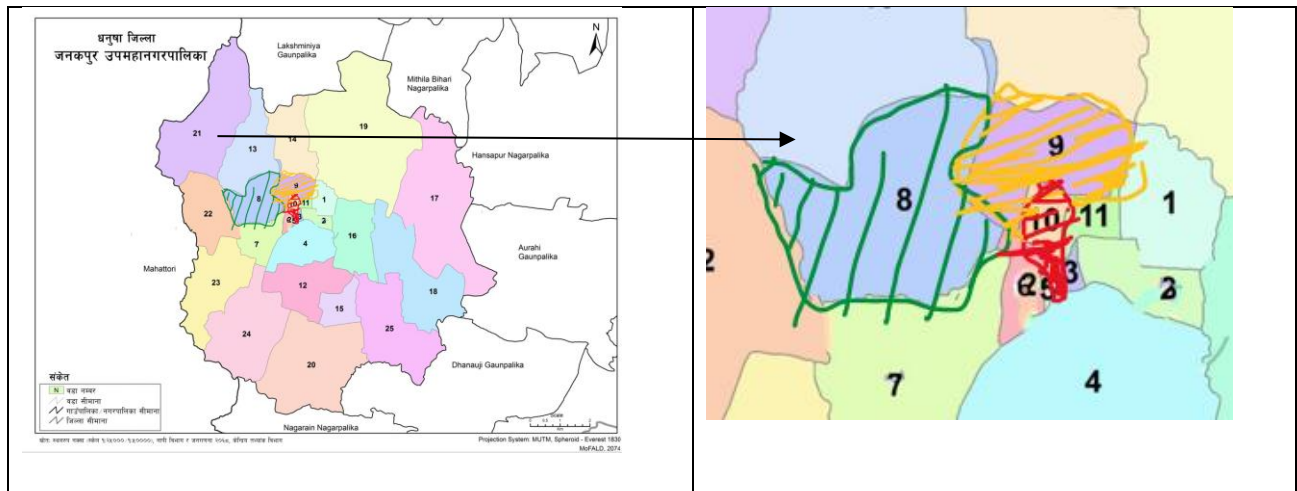 धनुषा जिल्ला
जनकपुर उपमहानगरपालिका
N
Lakshminiya
Gaunpalika
Mithila Bihari
Nagarpalika
Hansapur Nagarpalika
Aurahi
Gaunpalika
Mahattori
Dhanauji Gaunpalika
Nagarain Nagarpalika
21
13
14
19
17
9
8
1
10
11
22
3
2
7
4
16
23
12
18
15
24
25
20
संकेत
N वडा नम्बर
वडा सीमाना
गाउँपालिका/नगरपालिका सीमाना
जिल्ला सीमाना
Projection System: MUTM, Spheroid - Everest 1830
MoFALD, 2074
9
8
1
10
11
2
3
6
5
7
4